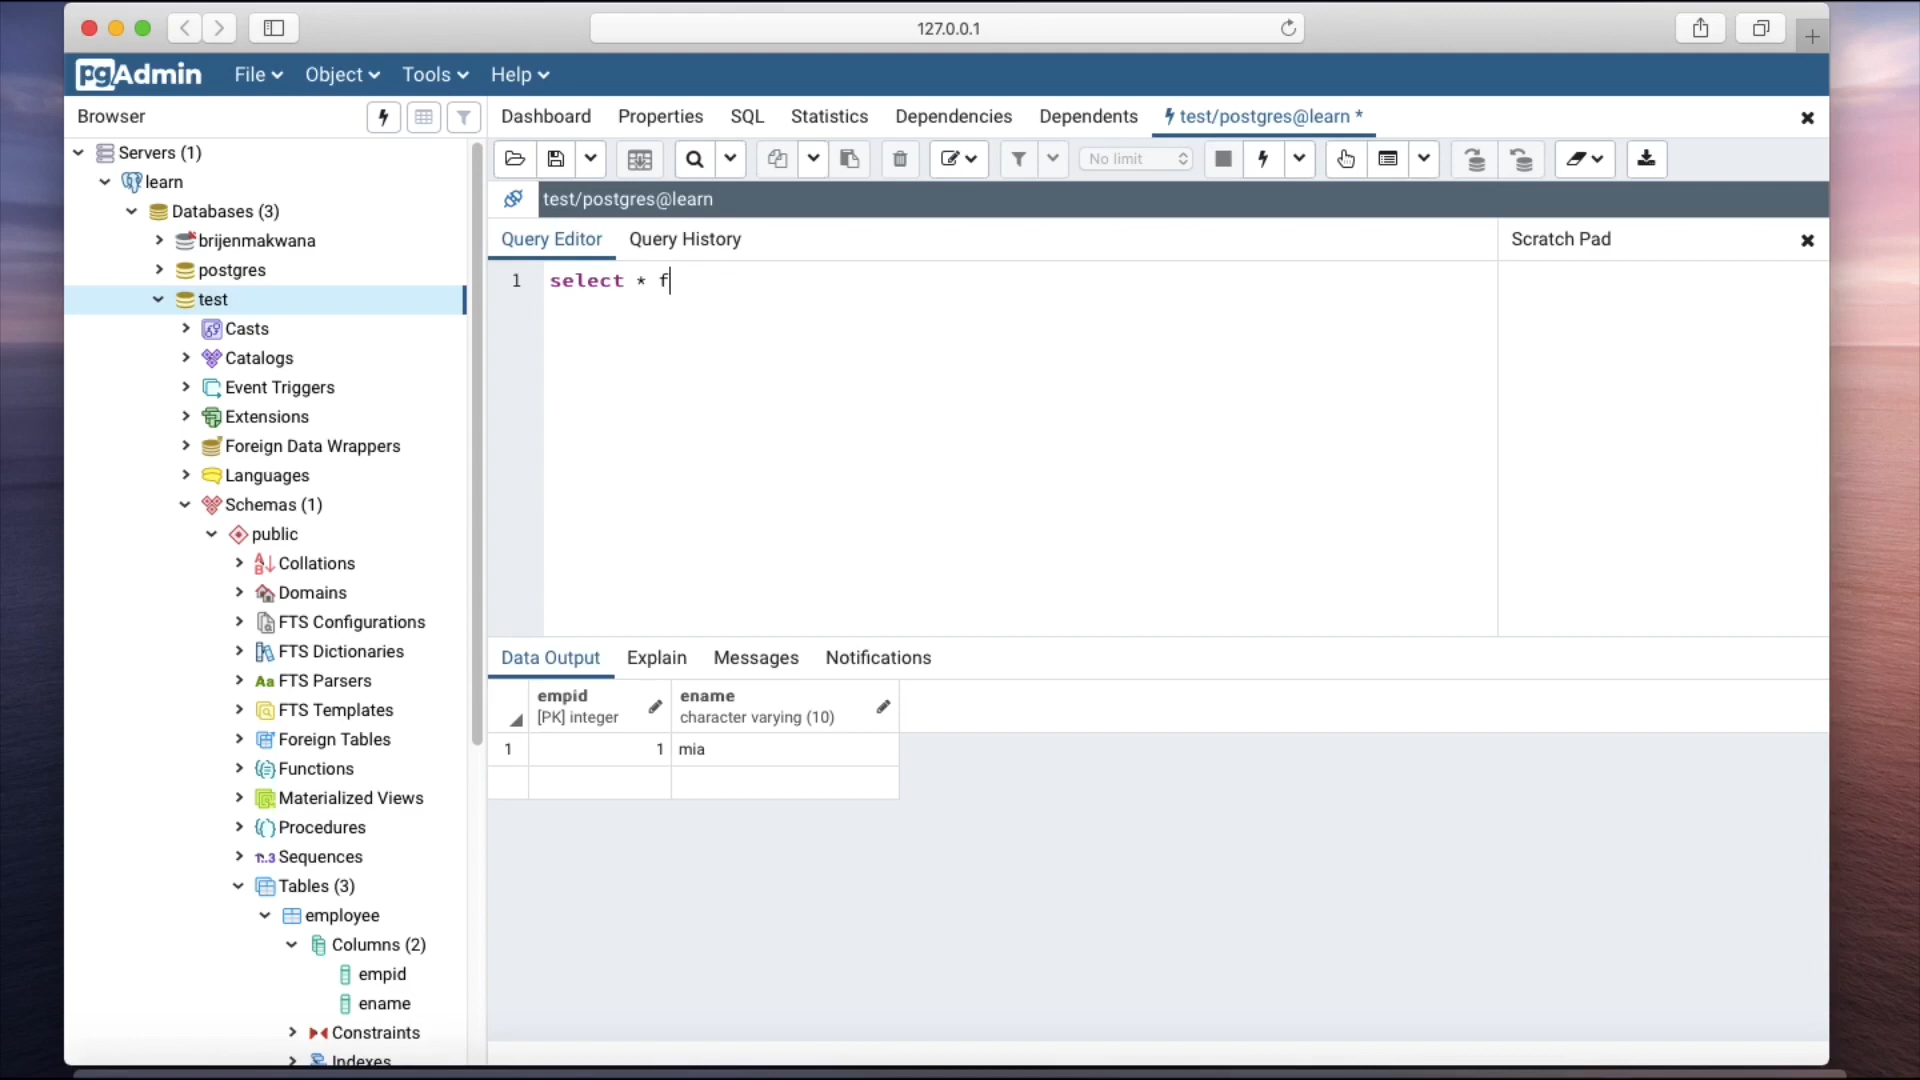 127.0.0.1
pgAdmin File Object Tools Help
Browser
Dashboard Properties SQL Statistics Dependencies Dependents test/postgres@learn *
Servers (1)
learn
Databases (3)
brijenmakwana
postgres
test
Casts
Catalogs
Event Triggers
Extensions
Foreign Data Wrappers
Languages
Schemas (1)
public
Collations
Domains
FTS Configurations
FTS Dictionaries
Aa FTS Parsers
FTS Templates
Foreign Tables
Functions
Materialized Views
Procedures
1..3 Sequences
Tables (3)
employee
Columns (2)
empid
ename
Constraints
Indexes
No limit
test/postgres@learn
Query Editor Query History
Scratch Pad
1 select * f
Data Output Explain Messages Notifications
empid ename
[PK] integer character varying (10)
1 1 mia